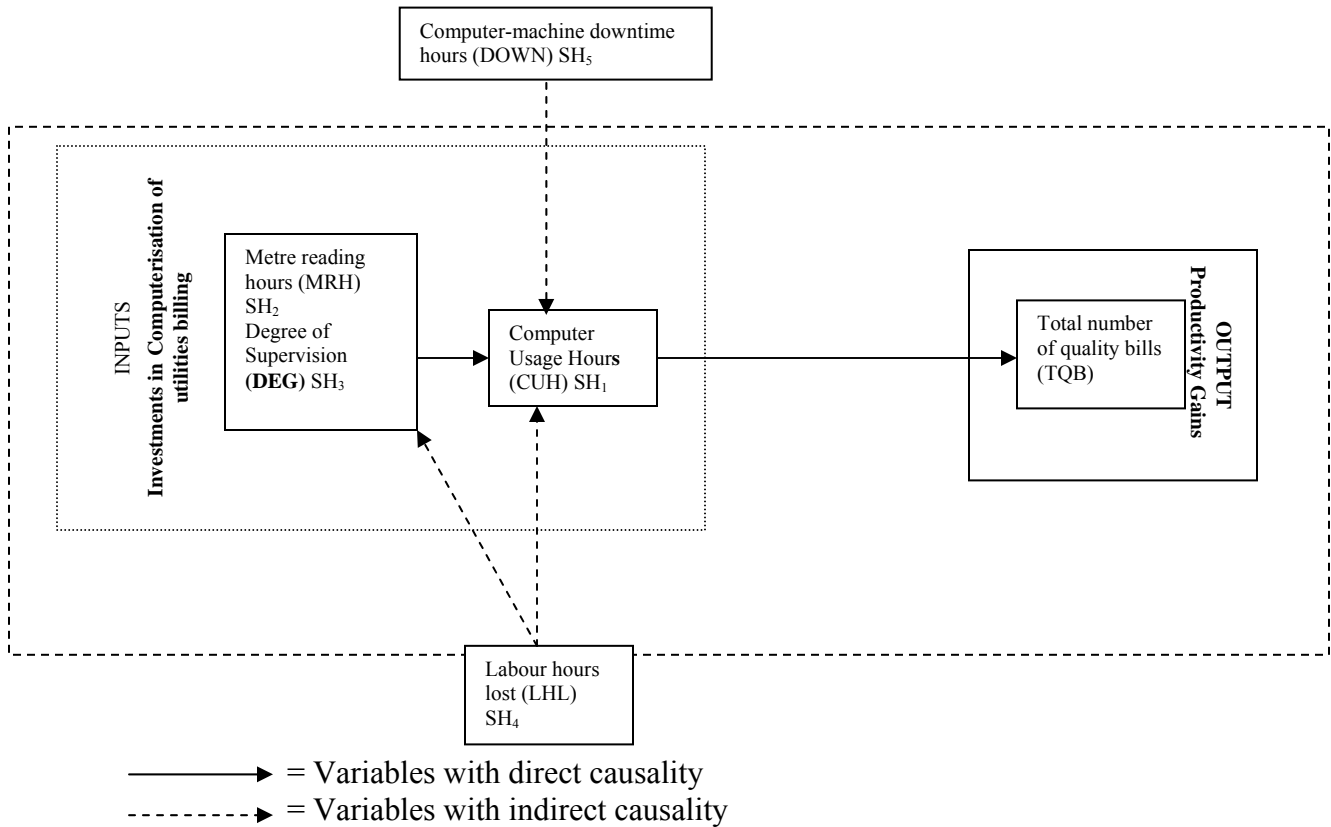 Computer-machine downtime
hours (DOWN) SH₅
INPUTS
Investments in Computerisation of
utilities billing
Metre reading
hours (MRH)
SH₂
Degree of
Supervision
(DEG) SH₃
Computer
Usage Hours
(CUH) SH₁
Total number
of quality bills
(TQB)
OUTPUT
Productivity Gains
Labour hours
lost (LHL)
SH₄
= Variables with direct causality
= Variables with indirect causality